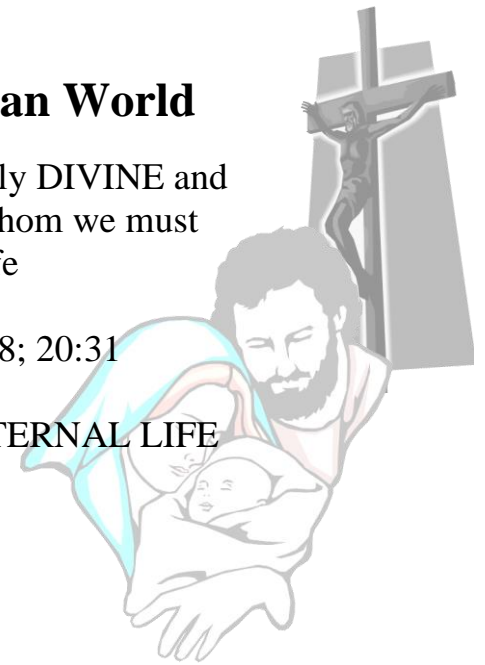 an World
ly DIVINE and
hom we must
fe
8; 20:31
TERNAL LIFE